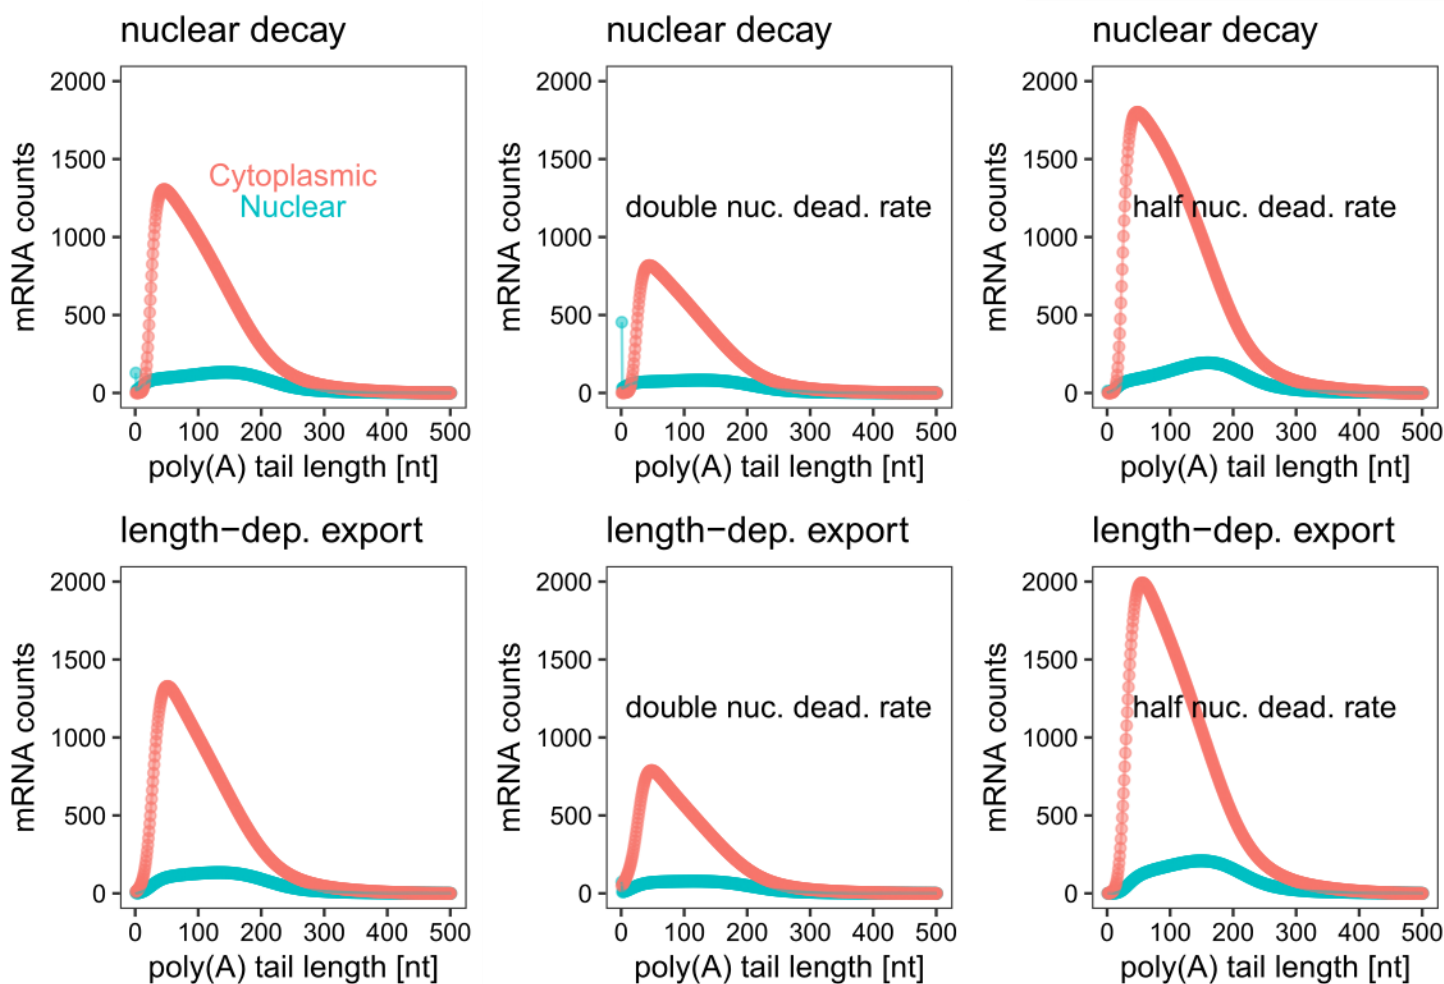 nuclear decay
2000
1500
1000
500
0
mRNA counts
Cytoplasmic
Nuclear
0 100 200 300 400 500
poly(A) tail length [nt]
nuclear decay
2000
1500
1000
500
0
mRNA counts
double nuc. dead. rate
0 100 200 300 400 500
poly(A) tail length [nt]
nuclear decay
2000
1500
1000
500
0
mRNA counts
half nuc. dead. rate
0 100 200 300 400 500
poly(A) tail length [nt]
length−dep. export
2000
1500
1000
500
0
mRNA counts
0 100 200 300 400 500
poly(A) tail length [nt]
length−dep. export
2000
1500
1000
500
0
mRNA counts
double nuc. dead. rate
0 100 200 300 400 500
poly(A) tail length [nt]
length−dep. export
2000
1500
1000
500
0
mRNA counts
half nuc. dead. rate
0 100 200 300 400 500
poly(A) tail length [nt]